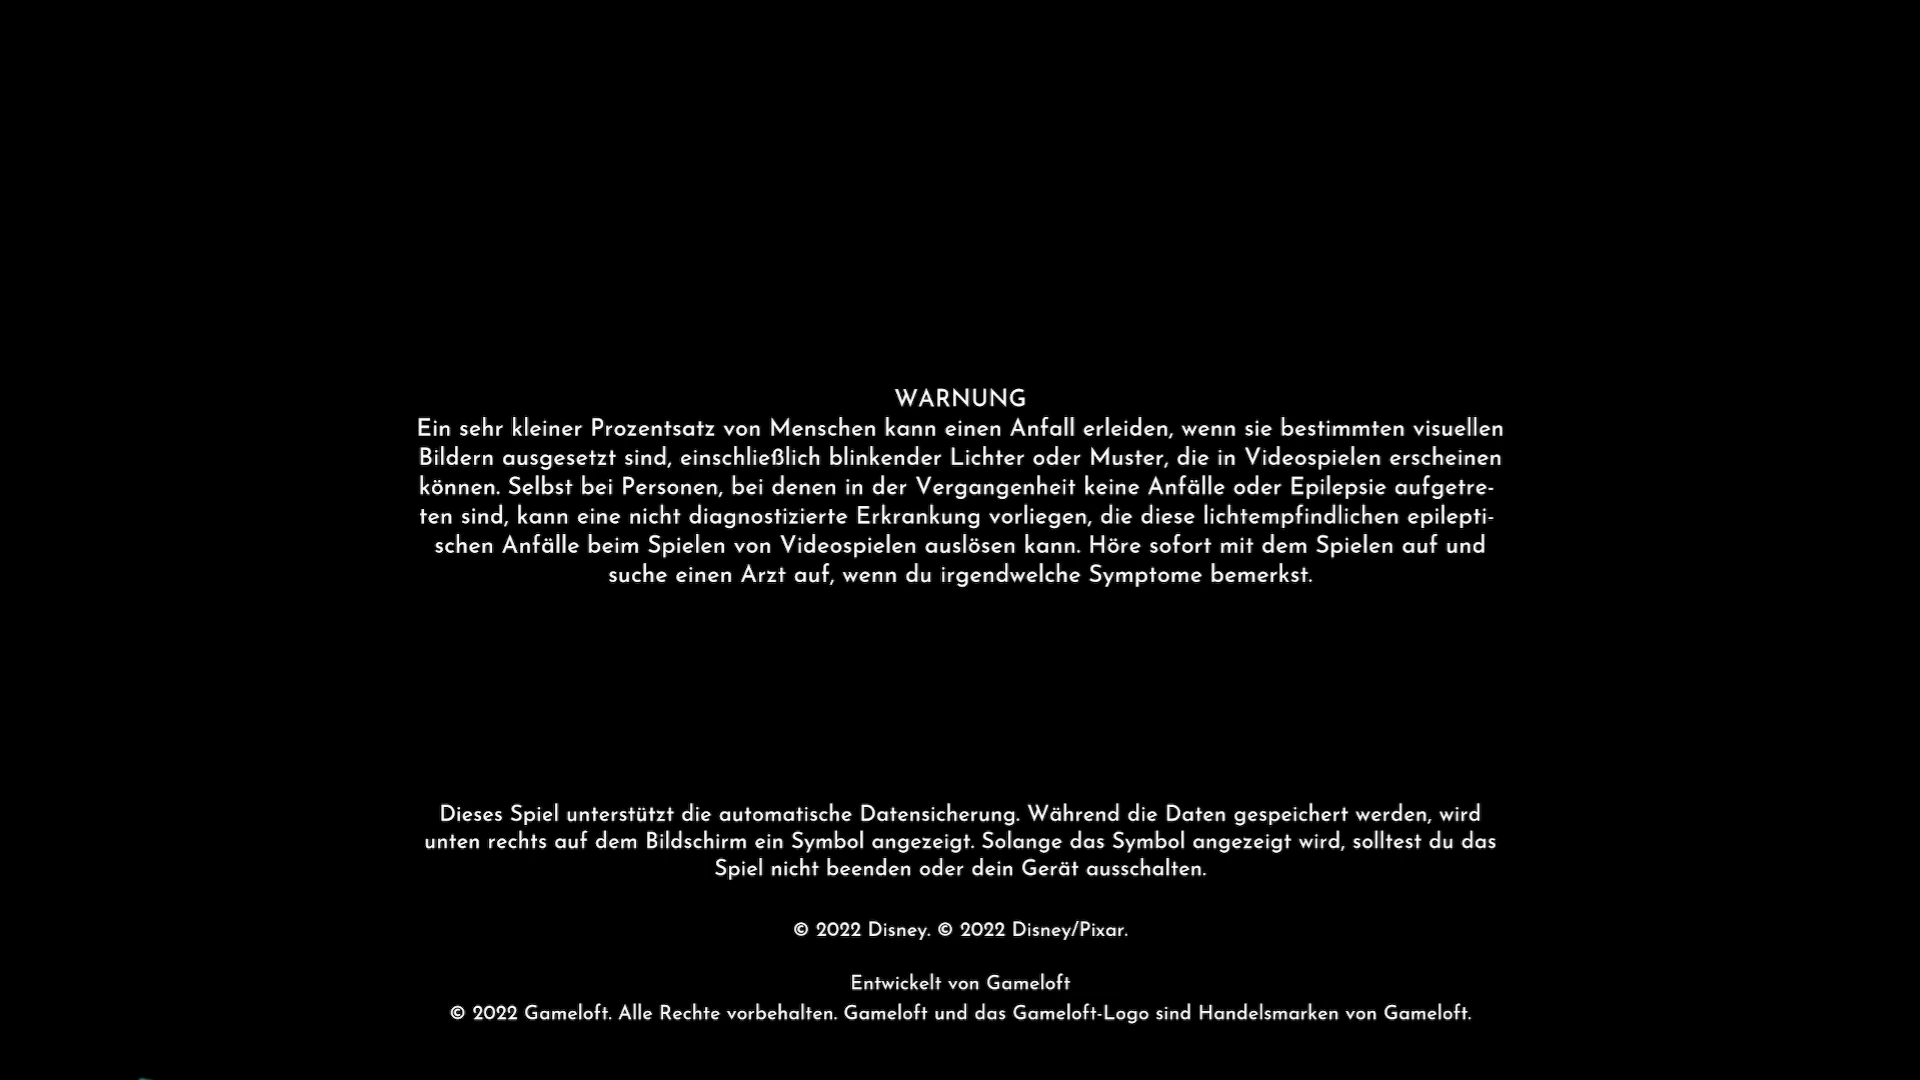 WARNUNG
Ein sehr kleiner Prozentsatz von Menschen kann einen Anfall erleiden, wenn sie bestimmten visuellen
Bildern ausgesetzt sind, einschließlich blinkender Lichter oder Muster, die in Videospielen erscheinen
können. Selbst bei Personen, bei denen in der Vergangenheit keine Anfälle oder Epilepsie aufgetre-
ten sind, kann eine nicht diagnostizierte Erkrankung vorliegen, die diese lichtempfindlichen epilepti-
schen Anfälle beim Spielen von Videospielen auslösen kann. Höre sofort mit dem Spielen auf und
suche einen Arzt auf, wenn du irgendwelche Symptome bemerkst.
Dieses Spiel unterstützt die automatische Datensicherung. Während die Daten gespeichert werden, wird
unten rechts auf dem Bildschirm ein Symbol angezeigt. Solange das Symbol angezeigt wird, solltest du das
Spiel nicht beenden oder dein Gerät ausschalten.
© 2022 Disney. © 2022 Disney/Pixar.
Entwickelt von Gameloft
© 2022 Gameloft. Alle Rechte vorbehalten. Gameloft und das Gameloft-Logo sind Handelsmarken von Gameloft.